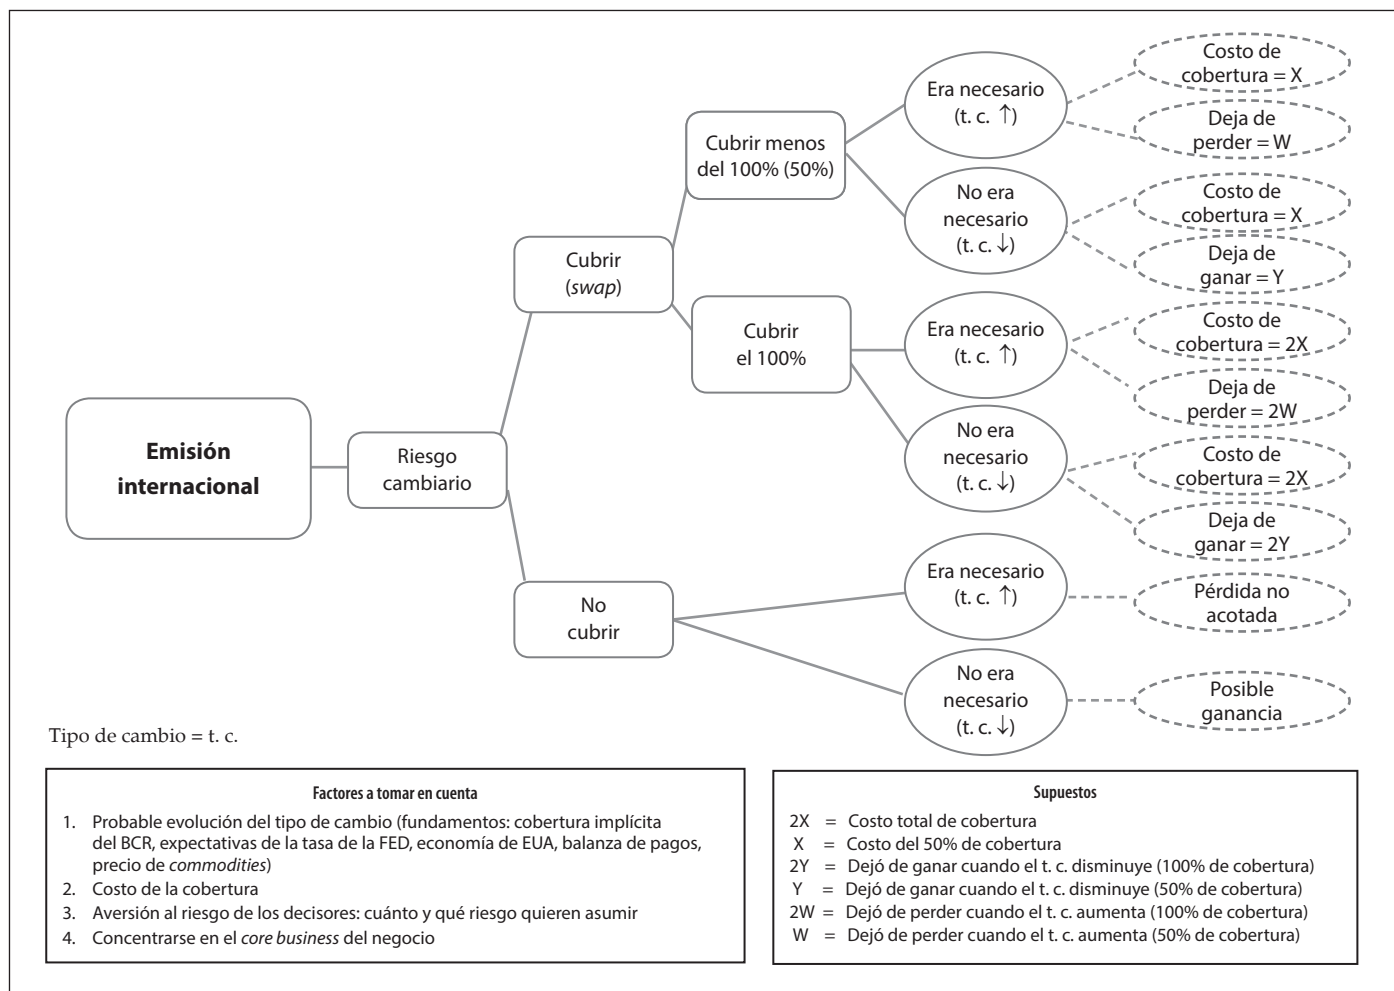 Emisión
internacional
Riesgo
cambiario
Cubrir
(swap)
No
cubrir
Cubrir menos
del 100% (50%)
Cubrir
el 100%
Era necesario
(t. c. ↑)
No era
necesario
(t. c. ↓)
Era necesario
(t. c. ↑)
No era
necesario
(t. c. ↓)
Era necesario
(t. c. ↑)
No era
necesario
(t. c. ↓)
Costo de
cobertura = X
Deja de
perder = W
Costo de
cobertura = X
Deja de
ganar = Y
Costo de
cobertura = 2X
Deja de
perder = 2W
Costo de
cobertura = 2X
Deja de
ganar = 2Y
Pérdida no
acotada
Posible
ganancia
Tipo de cambio = t. c.
Factores a tomar en cuenta
1. Probable evolución del tipo de cambio (fundamentos: cobertura implícita
del BCR, expectativas de la tasa de la FED, economía de EUA, balanza de pagos,
precio de commodities)
2. Costo de la cobertura
3. Aversión al riesgo de los decisores: cuánto y qué riesgo quieren asumir
4. Concentrarse en el core business del negocio
Supuestos
2X = Costo total de cobertura
X = Costo del 50% de cobertura
2Y = Dejó de ganar cuando el t. c. disminuye (100% de cobertura)
Y = Dejó de ganar cuando el t. c. disminuye (50% de cobertura)
2W = Dejó de perder cuando el t. c. aumenta (100% de cobertura)
W = Dejó de perder cuando el t. c. aumenta (50% de cobertura)